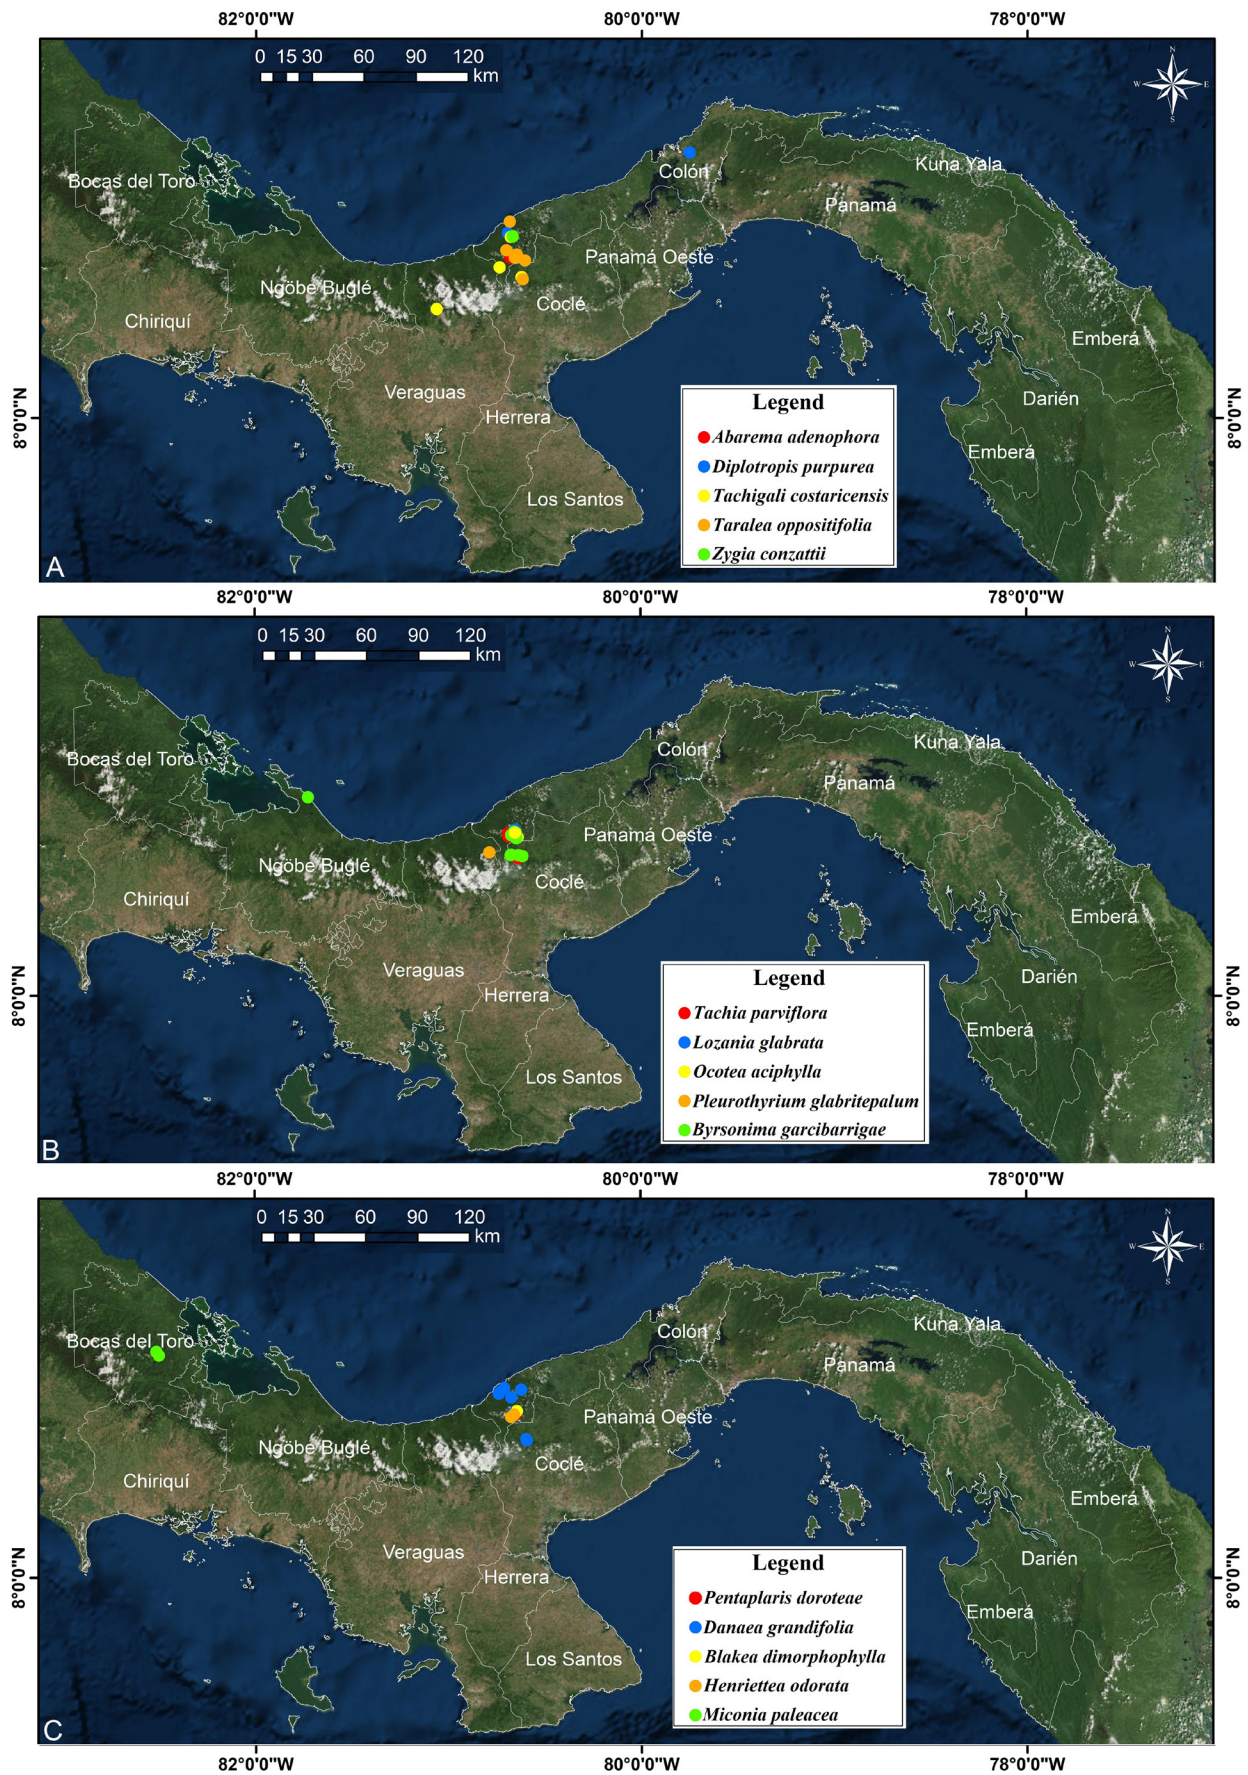 82°0'0"W 80°0'0"W 78°0'0"W
0 15 30 60 90 120
km
N
W E
S
Kuna Yala
Colón
Bocas del Toro
Panamá
Panamá Oeste
Ngöbe Buglé
Coclé
Chiriquí
Emberá
Veraguas
Darién
Herrera
8°0'0"N 8°0'0"N
Emberá
Los Santos
Legend
Abarema adenophora
Diplotropis purpurea
Tachigali costaricensis
Taralea oppositifolia
Zygia conzattii
A
82°0'0"W 80°0'0"W 78°0'0"W
0 15 30 60 90 120
km
N
W E
S
Kuna Yala
Colón
Bocas del Toro
Panamá
Panamá Oeste
Ngöbe Buglé
Coclé
Chiriquí
Emberá
Veraguas
Darién
Herrera
8°0'0"N 8°0'0"N
Emberá
Los Santos
Legend
Tachia parviflora
Lozania glabrata
Ocotea aciphylla
Pleurothyrium glabritepalum
Byrsonima garcibarrigae
B
82°0'0"W 80°0'0"W 78°0'0"W
0 15 30 60 90 120
km
N
W E
S
Kuna Yala
Colón
Bocas del Toro
Panamá
Panamá Oeste
Ngöbe Buglé
Coclé
Chiriquí
Emberá
Veraguas
Darién
Herrera
8°0'0"N 8°0'0"N
Emberá
Los Santos
Legend
Pentaplaris doroteae
Danaea grandifolia
Blakea dimorphophylla
Henriettea odorata
Miconia paleacea
C
82°0'0"W 80°0'0"W 78°0'0"W